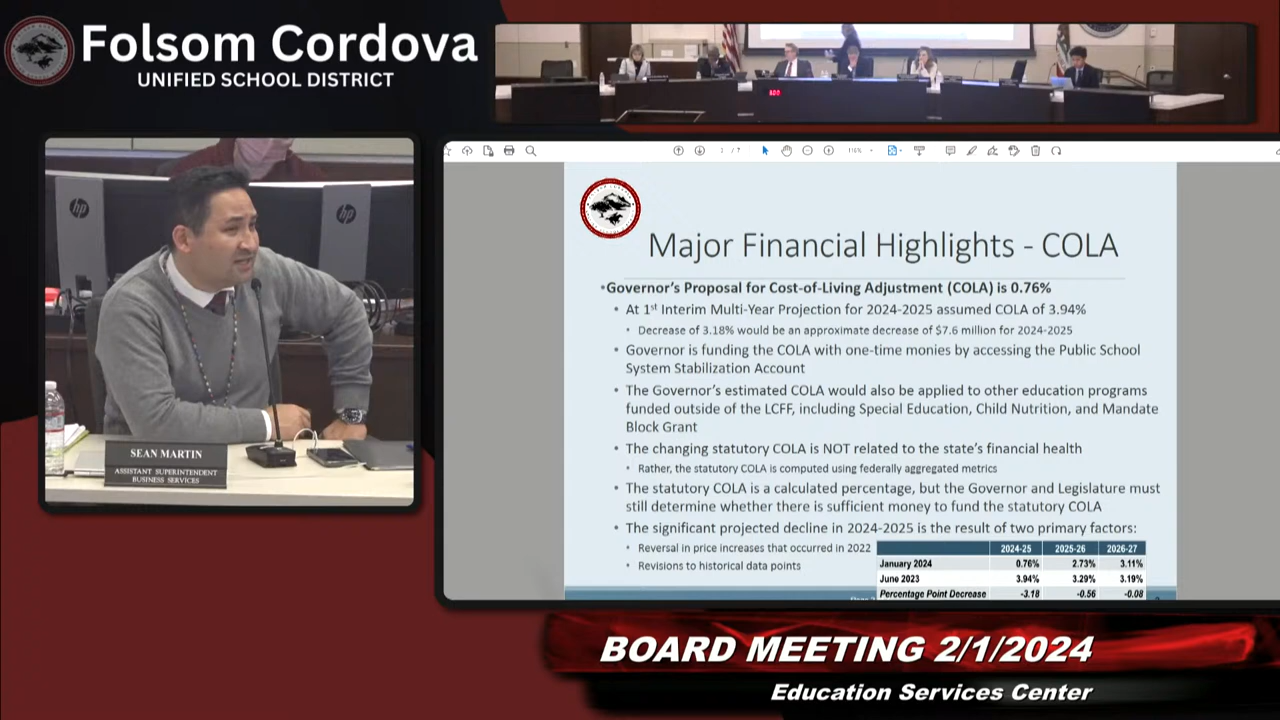 Folsom Cordova
UNIFIED SCHOOL DISTRICT
hp
hp
SEAN MARTIN
ASSISTANT SUPERINTENDENT
BUSINESS SERVICES
1 / 7
116%
Major Financial Highlights - COLA
•Governor's Proposal for Cost-of-Living Adjustment (COLA) is 0.76%
• At 1st Interim Multi-Year Projection for 2024-2025 assumed COLA of 3.94%
• Decrease of 3.18% would be an approximate decrease of $7.6 million for 2024-2025
• Governor is funding the COLA with one-time monies by accessing the Public School
System Stabilization Account
• The Governor's estimated COLA would also be applied to other education programs
funded outside of the LCFF, including Special Education, Child Nutrition, and Mandate
Block Grant
• The changing statutory COLA is NOT related to the state's financial health
• Rather, the statutory COLA is computed using federally aggregated metrics
• The statutory COLA is a calculated percentage, but the Governor and Legislature must
still determine whether there is sufficient money to fund the statutory COLA
• The significant projected decline in 2024-2025 is the result of two primary factors:
• Reversal in price increases that occurred in 2022
• Revisions to historical data points
2024-25 2025-26 2026-27
January 2024 0.76% 2.73% 3.11%
June 2023 3.94% 3.29% 3.19%
Percentage Point Decrease -3.18 -0.56 -0.08
BOARD MEETING 2/1/2024
Education Services Center